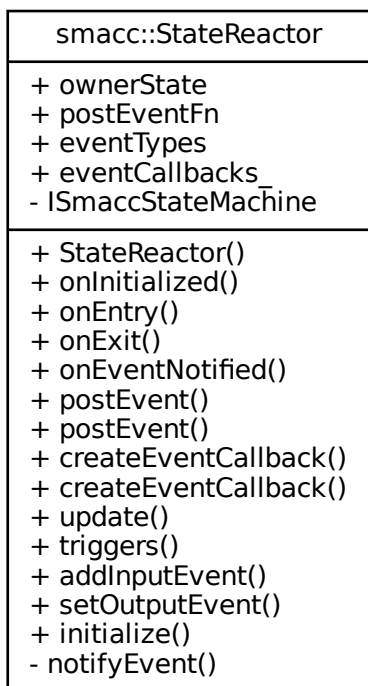 smacc::StateReactor
+ ownerState
+ postEventFn
+ eventTypes
+ eventCallbacks_
- ISmaccStateMachine
+ StateReactor()
+ onInitialized()
+ onEntry()
+ onExit()
+ onEventNotified()
+ postEvent()
+ postEvent()
+ createEventCallback()
+ createEventCallback()
+ update()
+ triggers()
+ addInputEvent()
+ setOutputEvent()
+ initialize()
- notifyEvent()